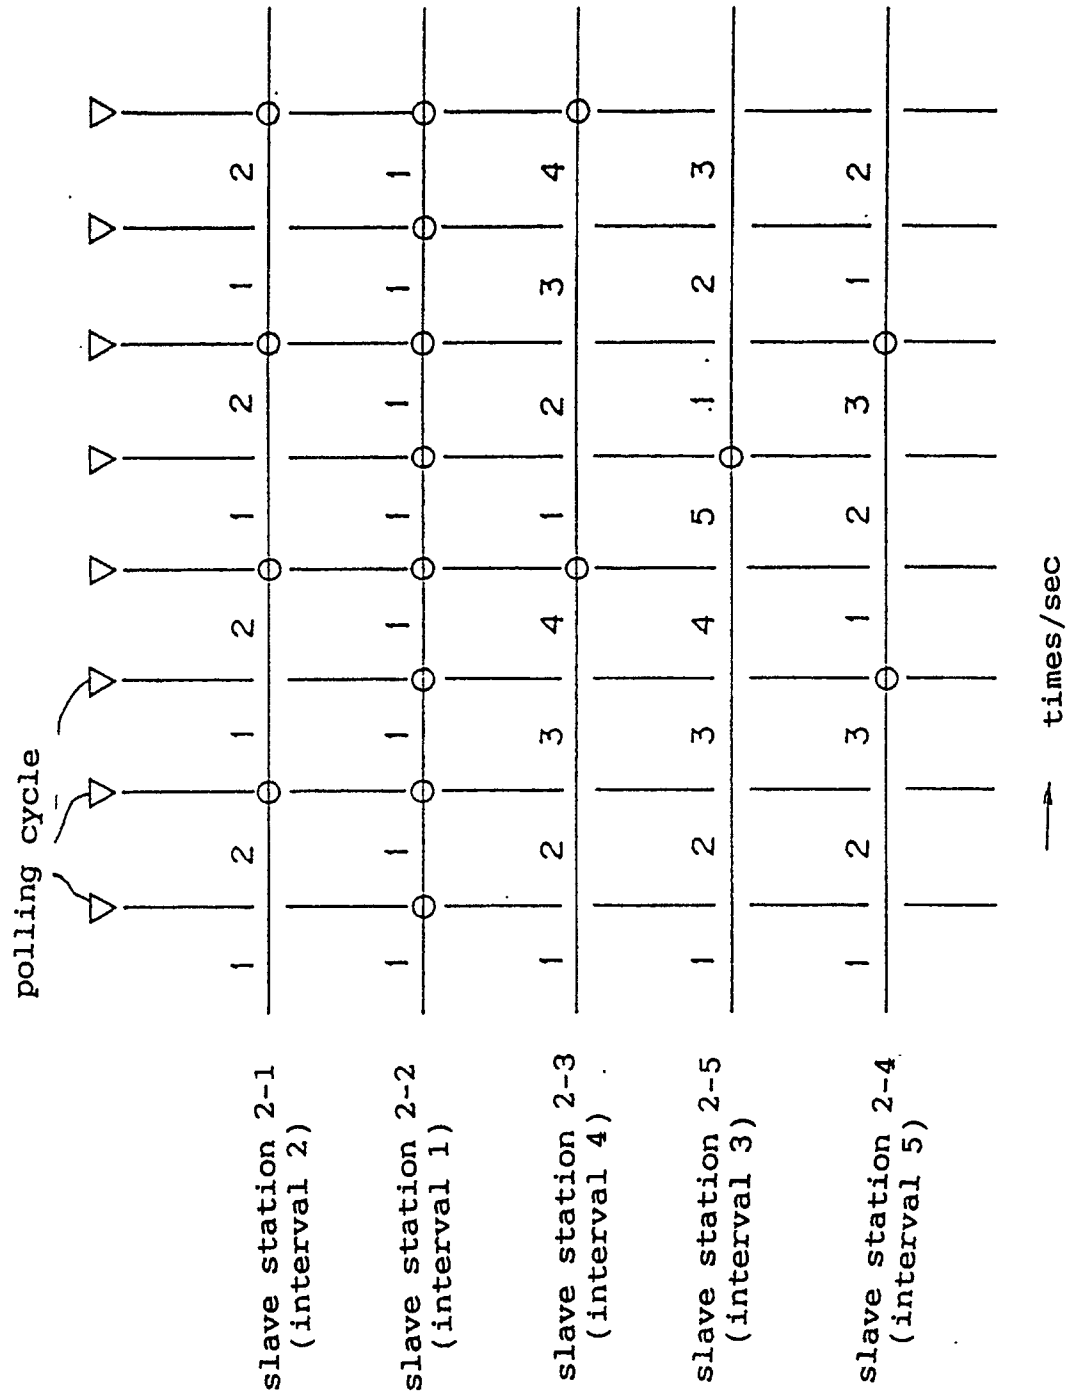 polling cycle
slave station 2-1
(interval 2)
1 2 1 2 1 2 1 2
slave station 2-2
(interval 1)
1 1 1 1 1 1 1 1
slave station 2-3
(interval 4)
1 2 3 4 1 2 3 4
slave station 2-5
(interval 3)
1 2 3 4 5 1 2 3
slave station 2-4
(interval 5)
1 2 3 1 2 3 1 2
times/sec